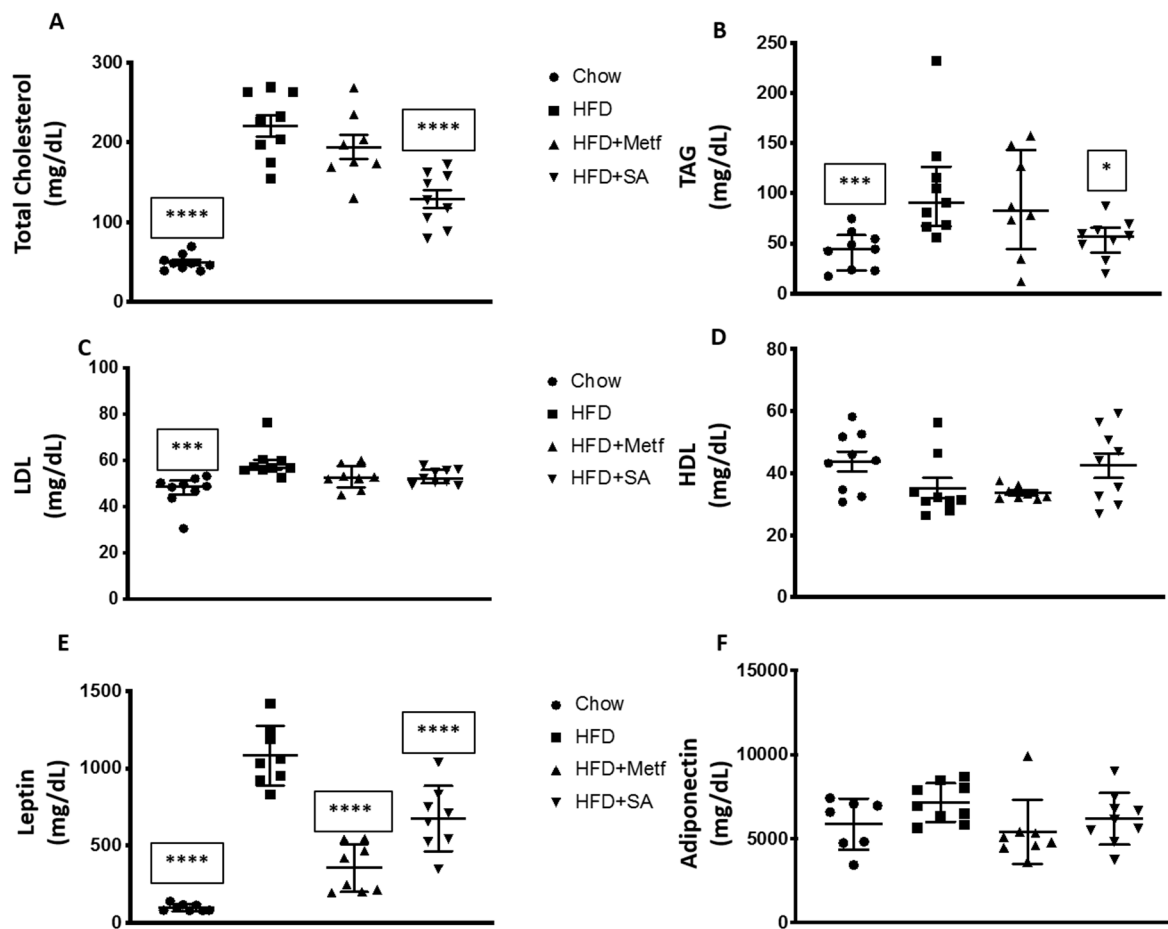 A
Total Cholesterol
(mg/dL)
300
200
100
0
****
****
Chow
HFD
HFD+Metf
HFD+SA
B
TAG
(mg/dL)
250
200
150
100
50
0
***
*
C
LDL
(mg/dL)
100
80
60
40
20
0
***
Chow
HFD
HFD+Metf
HFD+SA
D
HDL
(mg/dL)
80
60
40
20
0
E
Leptin
(mg/dL)
1500
1000
500
0
****
****
****
Chow
HFD
HFD+Metf
HFD+SA
F
Adiponectin
(mg/dL)
15000
10000
5000
0